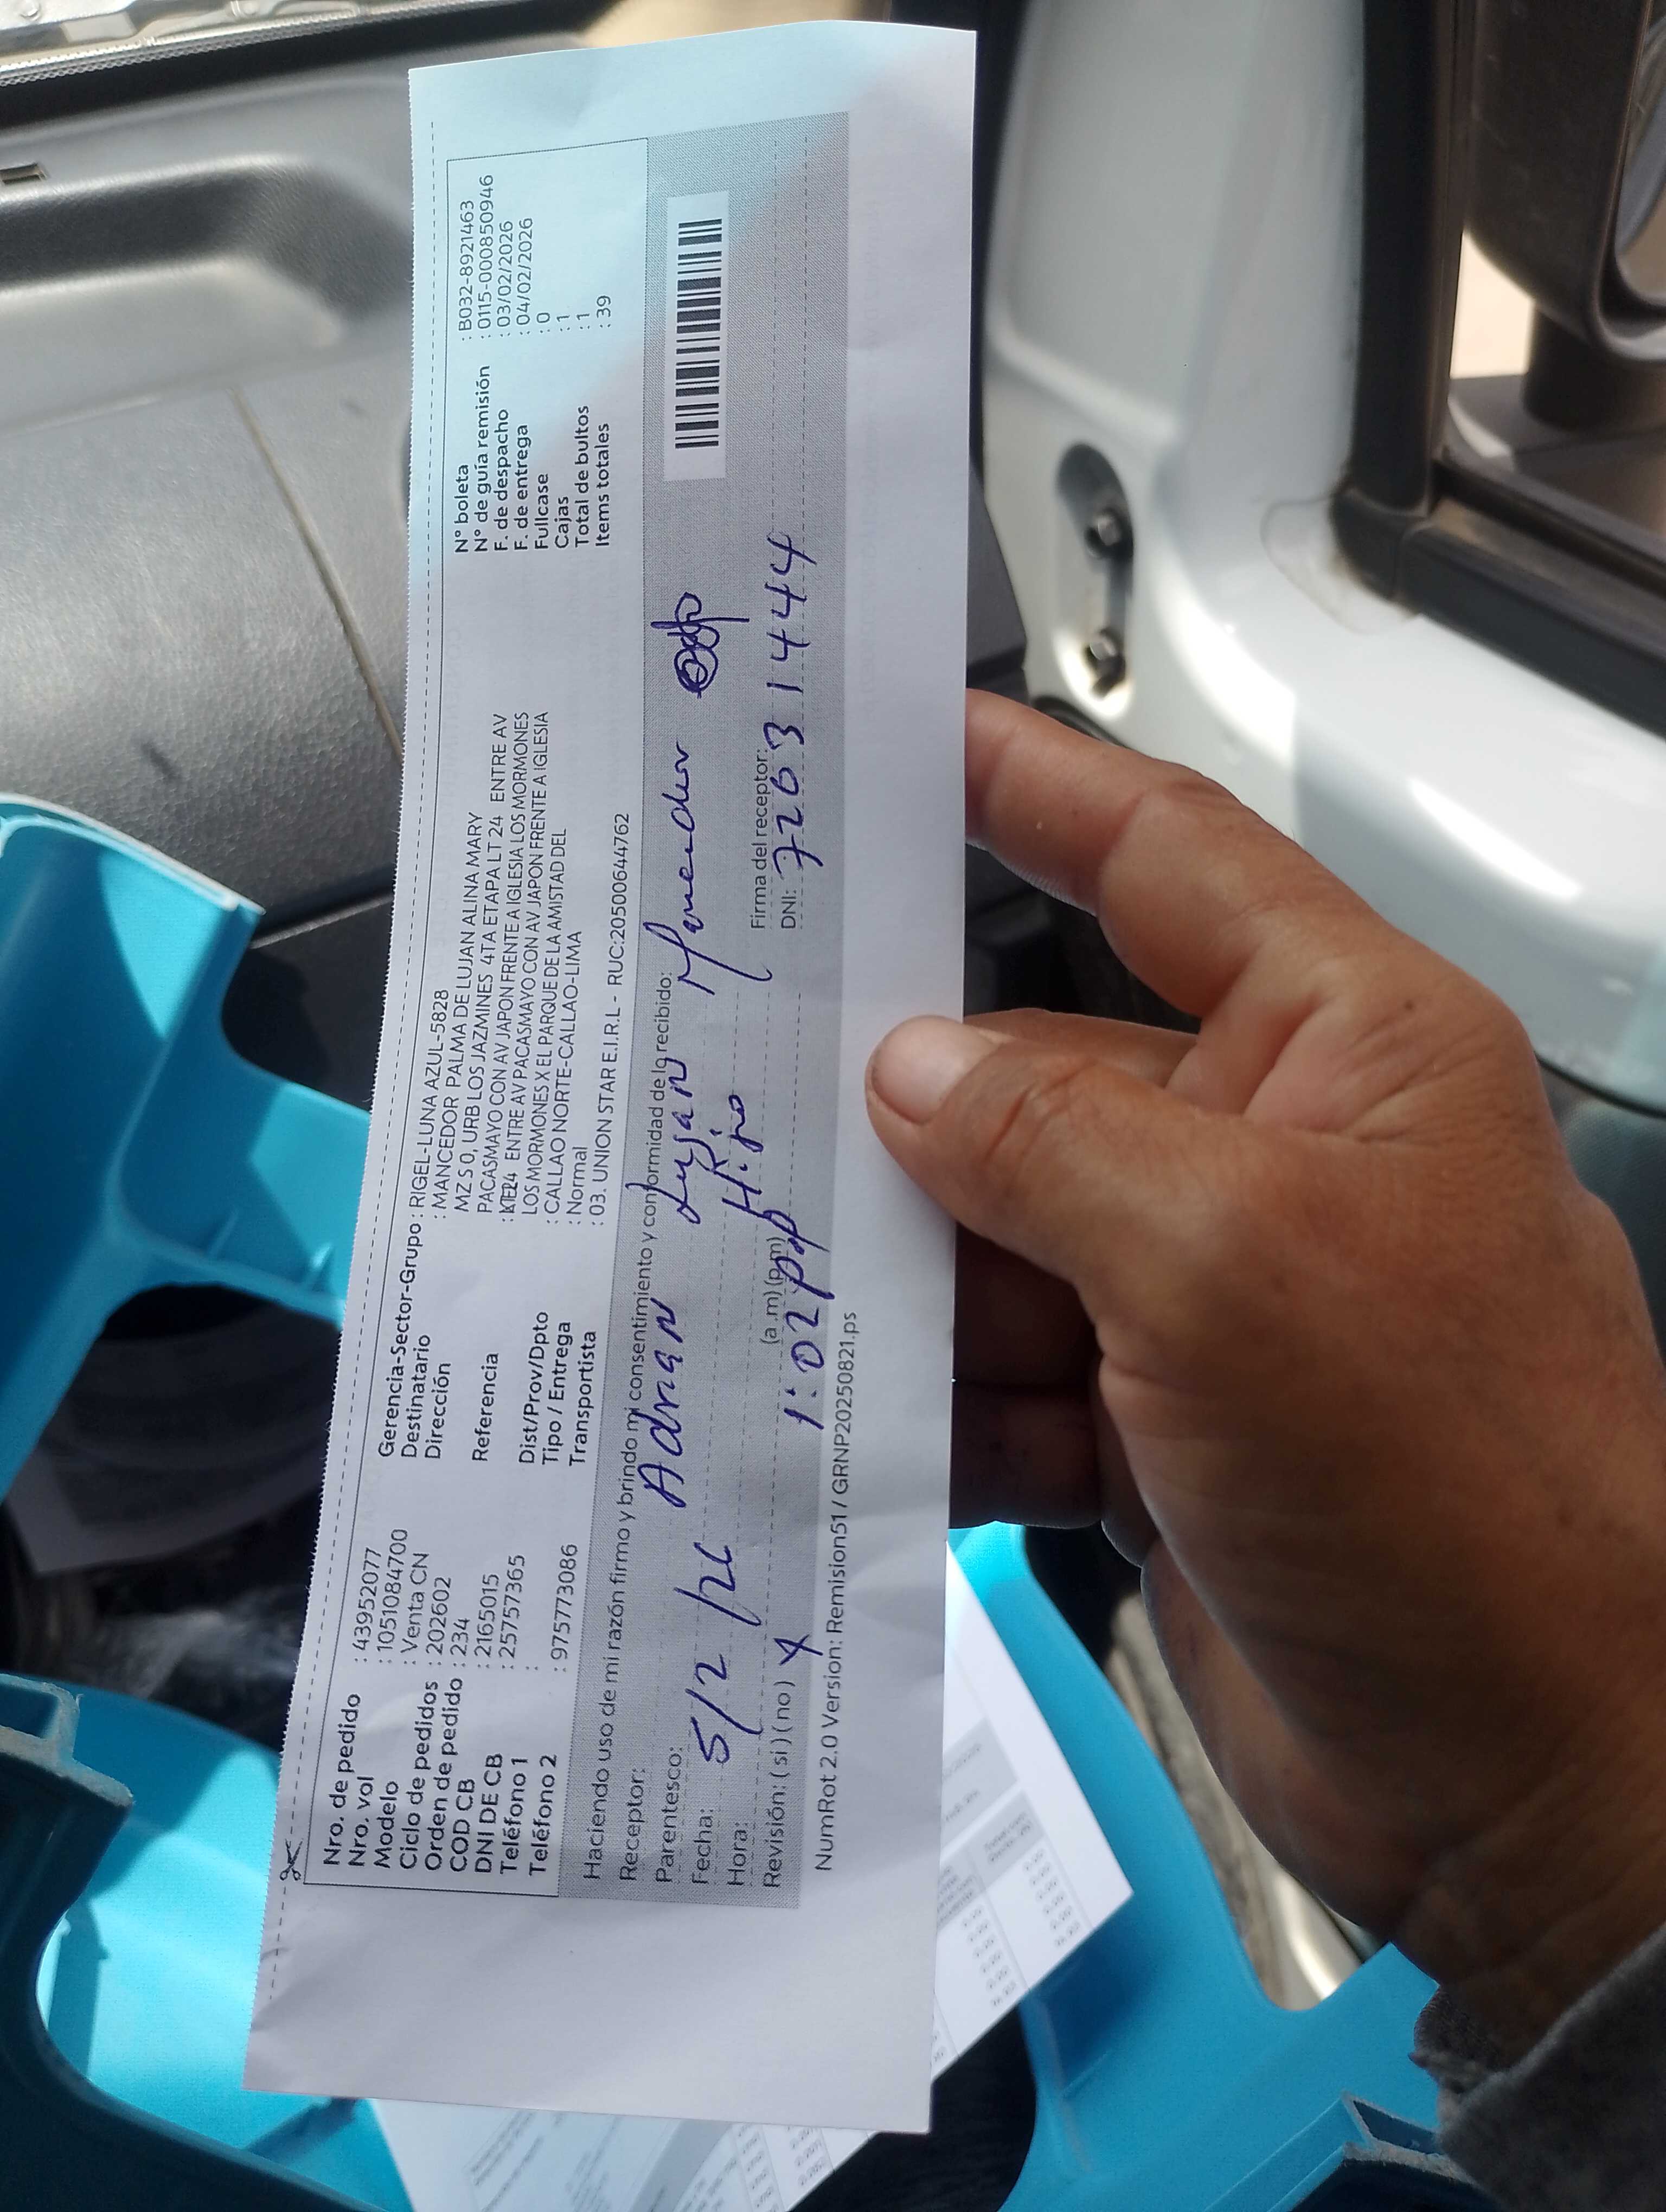 Nro. de pedido : 43952077
Nro. vol : 1051084700
Modelo : Venta CN
Ciclo de pedidos : 202602
Orden de pedido : 234
COD CB : 2165015
DNI DE CB : 25757365
Teléfono 1 :
Teléfono 2 : 975773086
Gerencia-Sector-Grupo : RIGEL-LUNA AZUL-5828
Destinatario : MANCEDOR PALMA DE LUJAN ALINA MARY
Dirección MZ S 0, URB LOS JAZMINES 4TA ETAPA LT 24 ENTRE AV
PACASMAYO CON AV JAPON FRENTE A IGLESIA LOS MORMONES
Referencia : ENTRE AV PACASMAYO CON AV JAPON FRENTE A IGLESIA
LOS MORMONES X EL PARQUE DE LA AMISTAD DEL
Dist/Prov/Dpto : CALLAO NORTE-CALLAO-LIMA
Tipo / Entrega : Normal
Transportista : 03. UNION STAR E.I.R.L - RUC:20500644762
N° boleta : B032-8921463
N° de guía remisión : 0115-000850946
F. de despacho : 03/02/2026
F. de entrega : 04/02/2026
Fullcase : 0
Cajas : 1
Total de bultos : 1
Items totales : 39
Haciendo uso de mi razón firmo y brindo mi consentimiento y conformidad de lo recibido:
Receptor: Adrian Lujan
Parentesco: Hijo
Fecha: 5/2
Hora: 1:02 (a.m) (p.m)
Revisión: ( si ) ( no )
Firma del receptor:
DNI: 72631444
NumRot 2.0 Version: Remision51 / GRNP20250821.ps